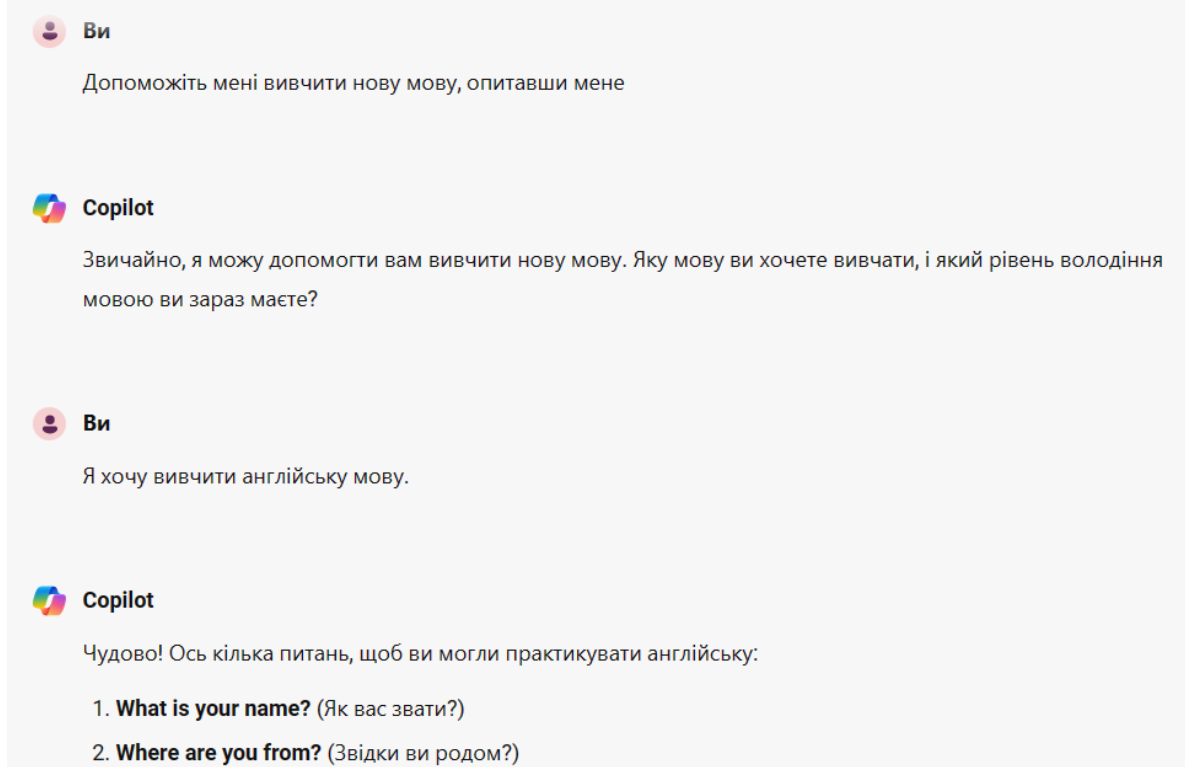 Ви
Допоможіть мені вивчити нову мову, опитавши мене
Copilot
Звичайно, я можу допомогти вам вивчити нову мову. Яку мову ви хочете вивчати, і який рівень володіння
мовою ви зараз маєте?
Ви
Я хочу вивчити англійську мову.
Copilot
Чудово! Ось кілька питань, щоб ви могли практикувати англійську:
1. What is your name? (Як вас звати?)
2. Where are you from? (Звідки ви родом?)